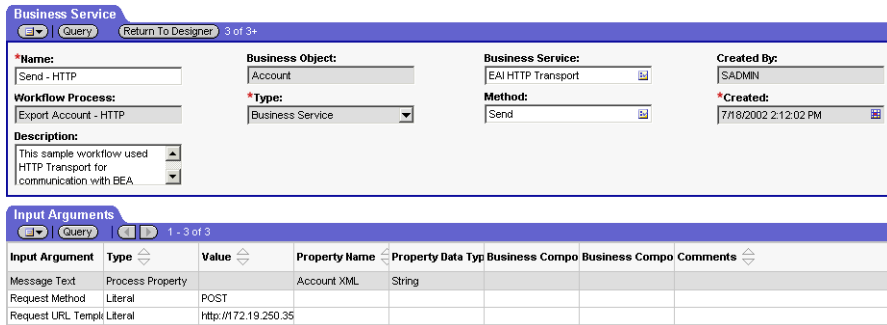 Business Service
Query Return To Designer 3 of 3+
*Name: Business Object: Business Service: Created By:
Send - HTTP Account EAI HTTP Transport SADMIN
Workflow Process: *Type: Method: *Created:
Export Account - HTTP Business Service Send 7/18/2002 2:12:02 PM
Description:
This sample workflow used
HTTP Transport for
communication with BEA
Input Arguments
Query 1 - 3 of 3
Input Argument Type Value Property Name Property Data Typ Business Compo Business Compo Comments
Message Text Process Property Account XML String
Request Method Literal POST
Request URL Templa Literal http://172.19.250.35